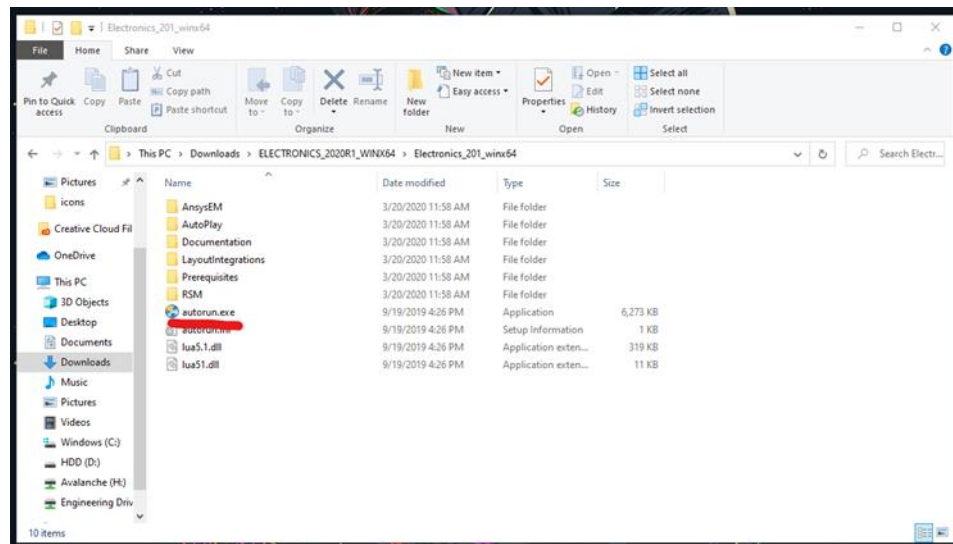 Electronics_201_winx64
File Home Share View
Pin to Quick access
Copy
Paste
Cut
Copy path
Paste shortcut
Clipboard
Move to
Copy to
Delete
Rename
Organize
New folder
New item
Easy access
New
Properties
Open
Edit
History
Open
Select all
Select none
Invert selection
Select
This PC > Downloads > ELECTRONICS_2020R1_WINX64 > Electronics_201_winx64
Search Electr...
Pictures
icons
Creative Cloud Fil
OneDrive
This PC
3D Objects
Desktop
Documents
Downloads
Music
Pictures
Videos
Windows (C:)
HDD (D:)
Avalanche (H:)
Engineering Driv
Name Date modified Type Size
AnsysEM 3/20/2020 11:58 AM File folder
AutoPlay 3/20/2020 11:58 AM File folder
Documentation 3/20/2020 11:58 AM File folder
LayoutIntegrations 3/20/2020 11:58 AM File folder
Prerequisites 3/20/2020 11:58 AM File folder
RSM 3/20/2020 11:58 AM File folder
autorun.exe 9/19/2019 4:26 PM Application 6,273 KB
9/19/2019 4:26 PM Setup Information 1 KB
lua5.1.dll 9/19/2019 4:26 PM Application exten... 319 KB
lua51.dll 9/19/2019 4:26 PM Application exten... 11 KB
10 items